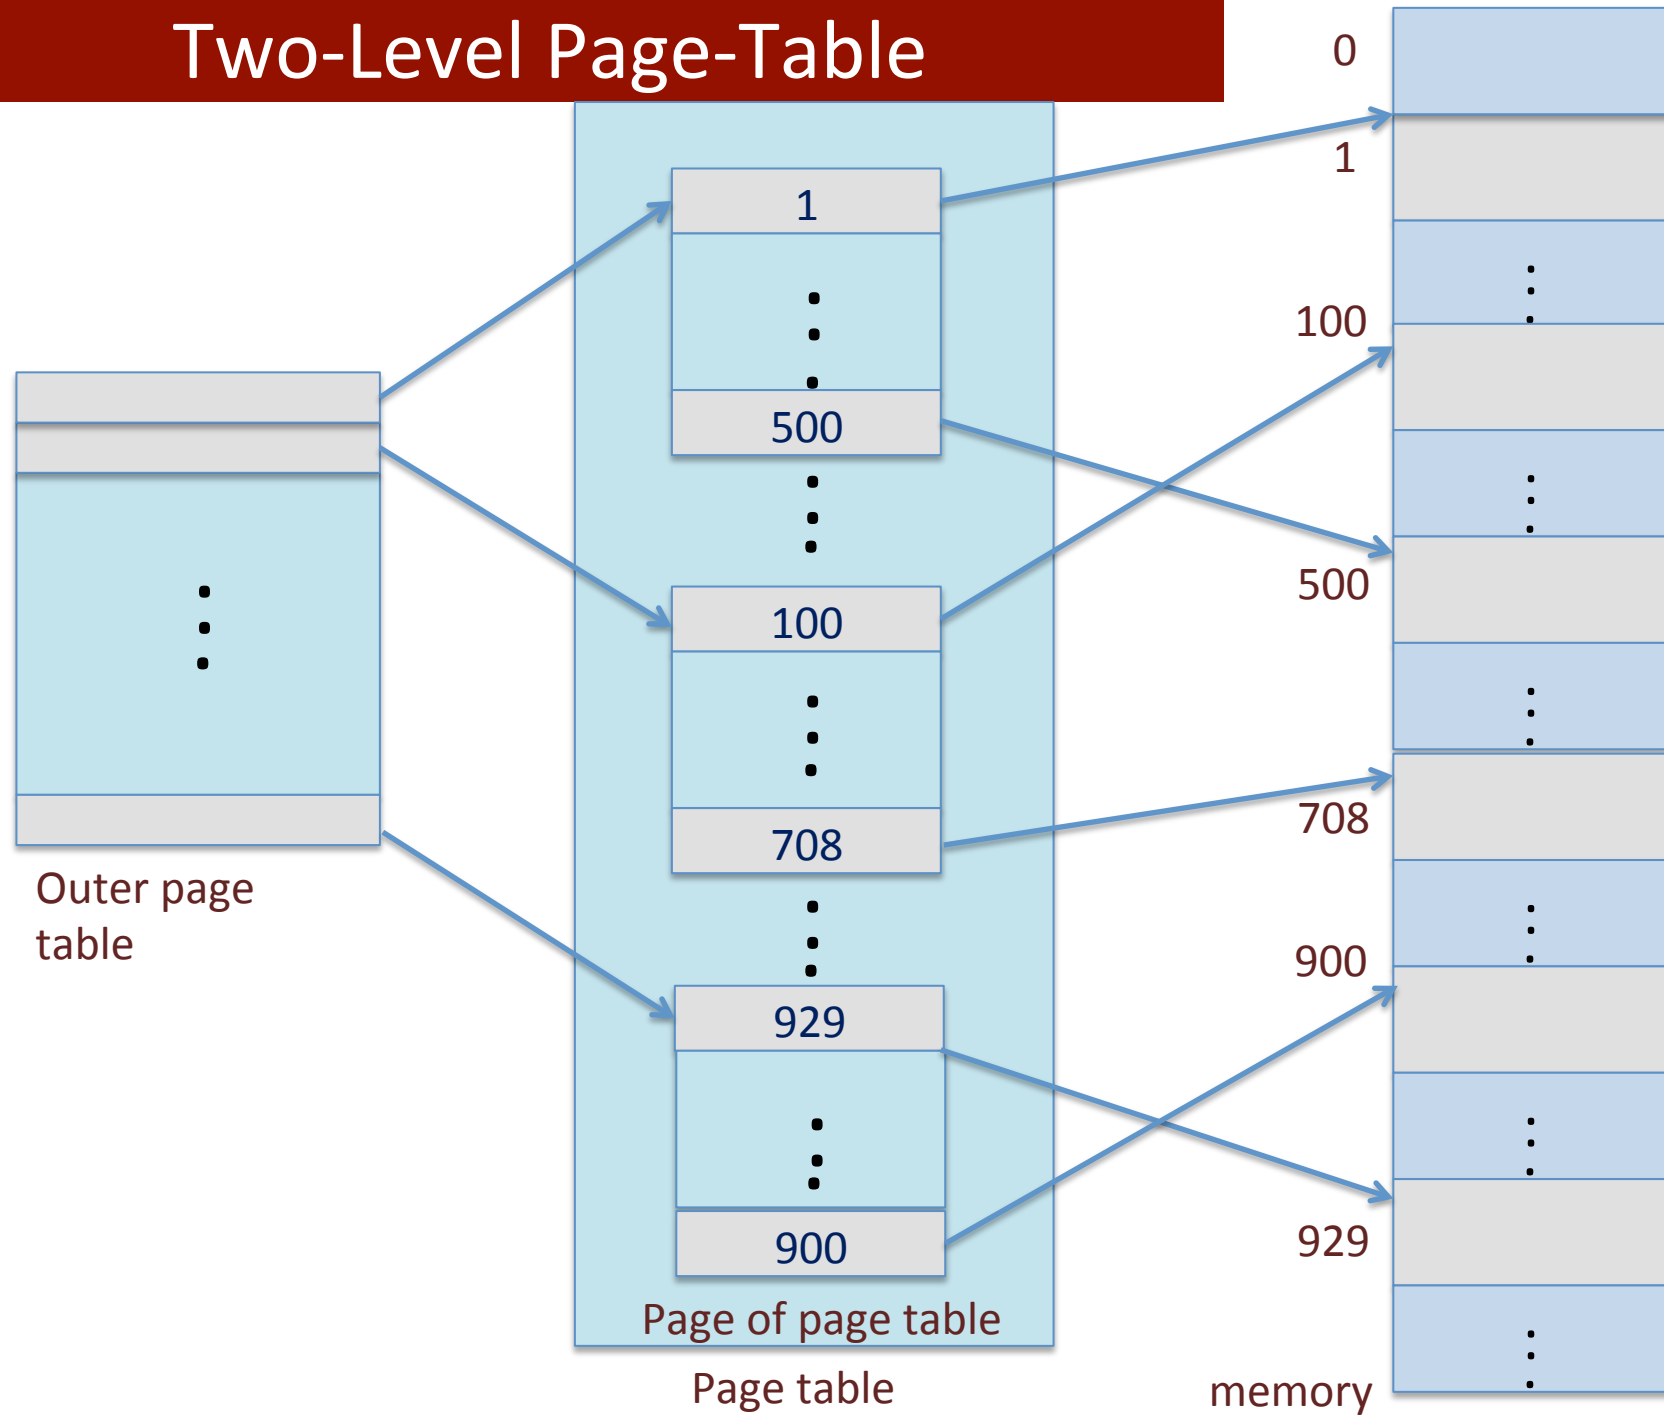 Two-Level Page-Table
0
1
1
100
500
500
100
708
708
Outer page
table
900
929
929
900
Page of page table
Page table
memory